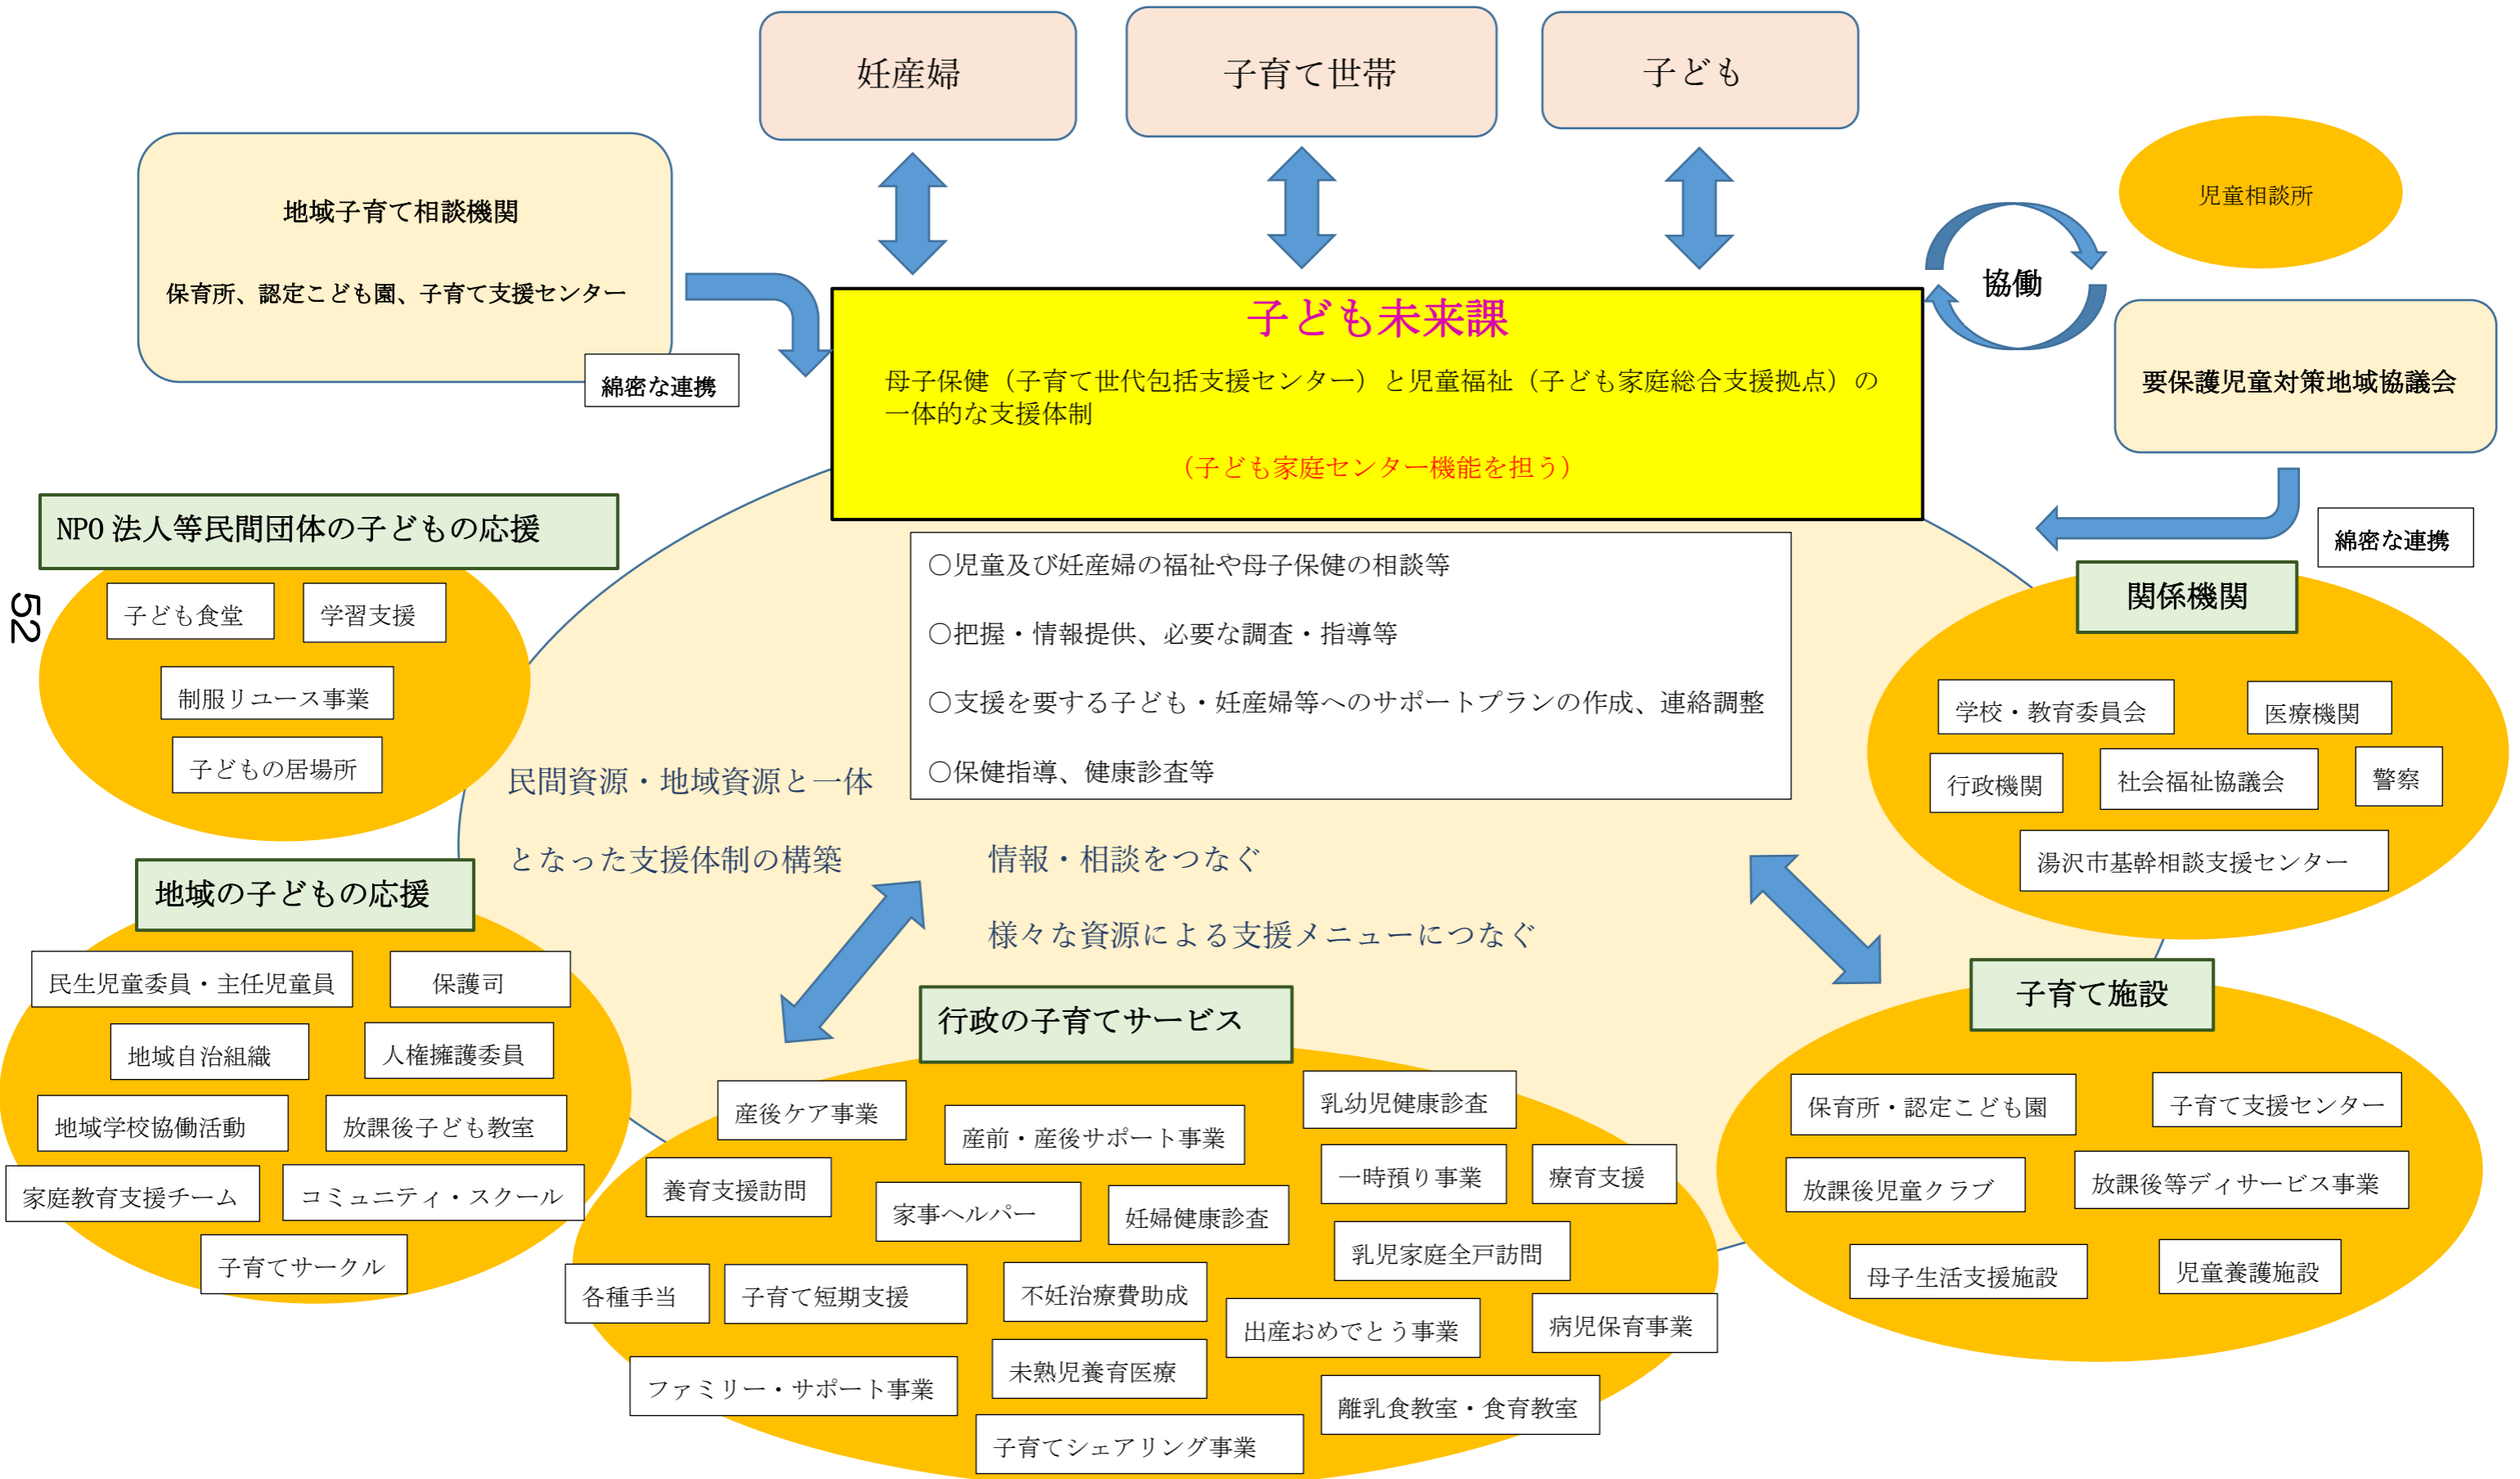 妊産婦
子育て世帯
子ども
地域子育て相談機関
保育所、認定こども園、子育て支援センター
綿密な連携
児童相談所
協働
要保護児童対策地域協議会
綿密な連携
子ども未来課
母子保健（子育て世代包括支援センター）と児童福祉（子ども家庭総合支援拠点）の
一体的な支援体制
（子ども家庭センター機能を担う）
〇児童及び妊産婦の福祉や母子保健の相談等
〇把握・情報提供、必要な調査・指導等
〇支援を要する子ども・妊産婦等へのサポートプランの作成、連絡調整
〇保健指導、健康診査等
民間資源・地域資源と一体
となった支援体制の構築
情報・相談をつなぐ
様々な資源による支援メニューにつなぐ
NPO法人等民間団体の子どもの応援
子ども食堂
学習支援
制服リユース事業
子どもの居場所
52
地域の子どもの応援
民生児童委員・主任児童員
保護司
地域自治組織
人権擁護委員
地域学校協働活動
放課後子ども教室
家庭教育支援チーム
コミュニティ・スクール
子育てサークル
行政の子育てサービス
産後ケア事業
産前・産後サポート事業
乳幼児健康診査
養育支援訪問
家事ヘルパー
妊婦健康診査
一時預り事業
療育支援
乳児家庭全戸訪問
各種手当
子育て短期支援
不妊治療費助成
出産おめでとう事業
病児保育事業
ファミリー・サポート事業
未熟児養育医療
離乳食教室・食育教室
子育てシェアリング事業
関係機関
学校・教育委員会
医療機関
行政機関
社会福祉協議会
警察
湯沢市基幹相談支援センター
子育て施設
保育所・認定こども園
子育て支援センター
放課後児童クラブ
放課後等ディサービス事業
母子生活支援施設
児童養護施設